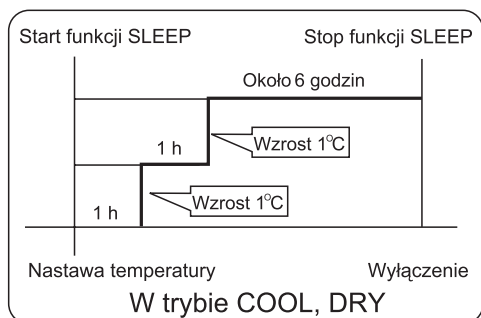 Start funkcji SLEEP
Stop funkcji SLEEP
Około 6 godzin
1 h
Wzrost 1°C
1 h
Wzrost 1°C
Nastawa temperatury
Wyłączenie
W trybie COOL, DRY